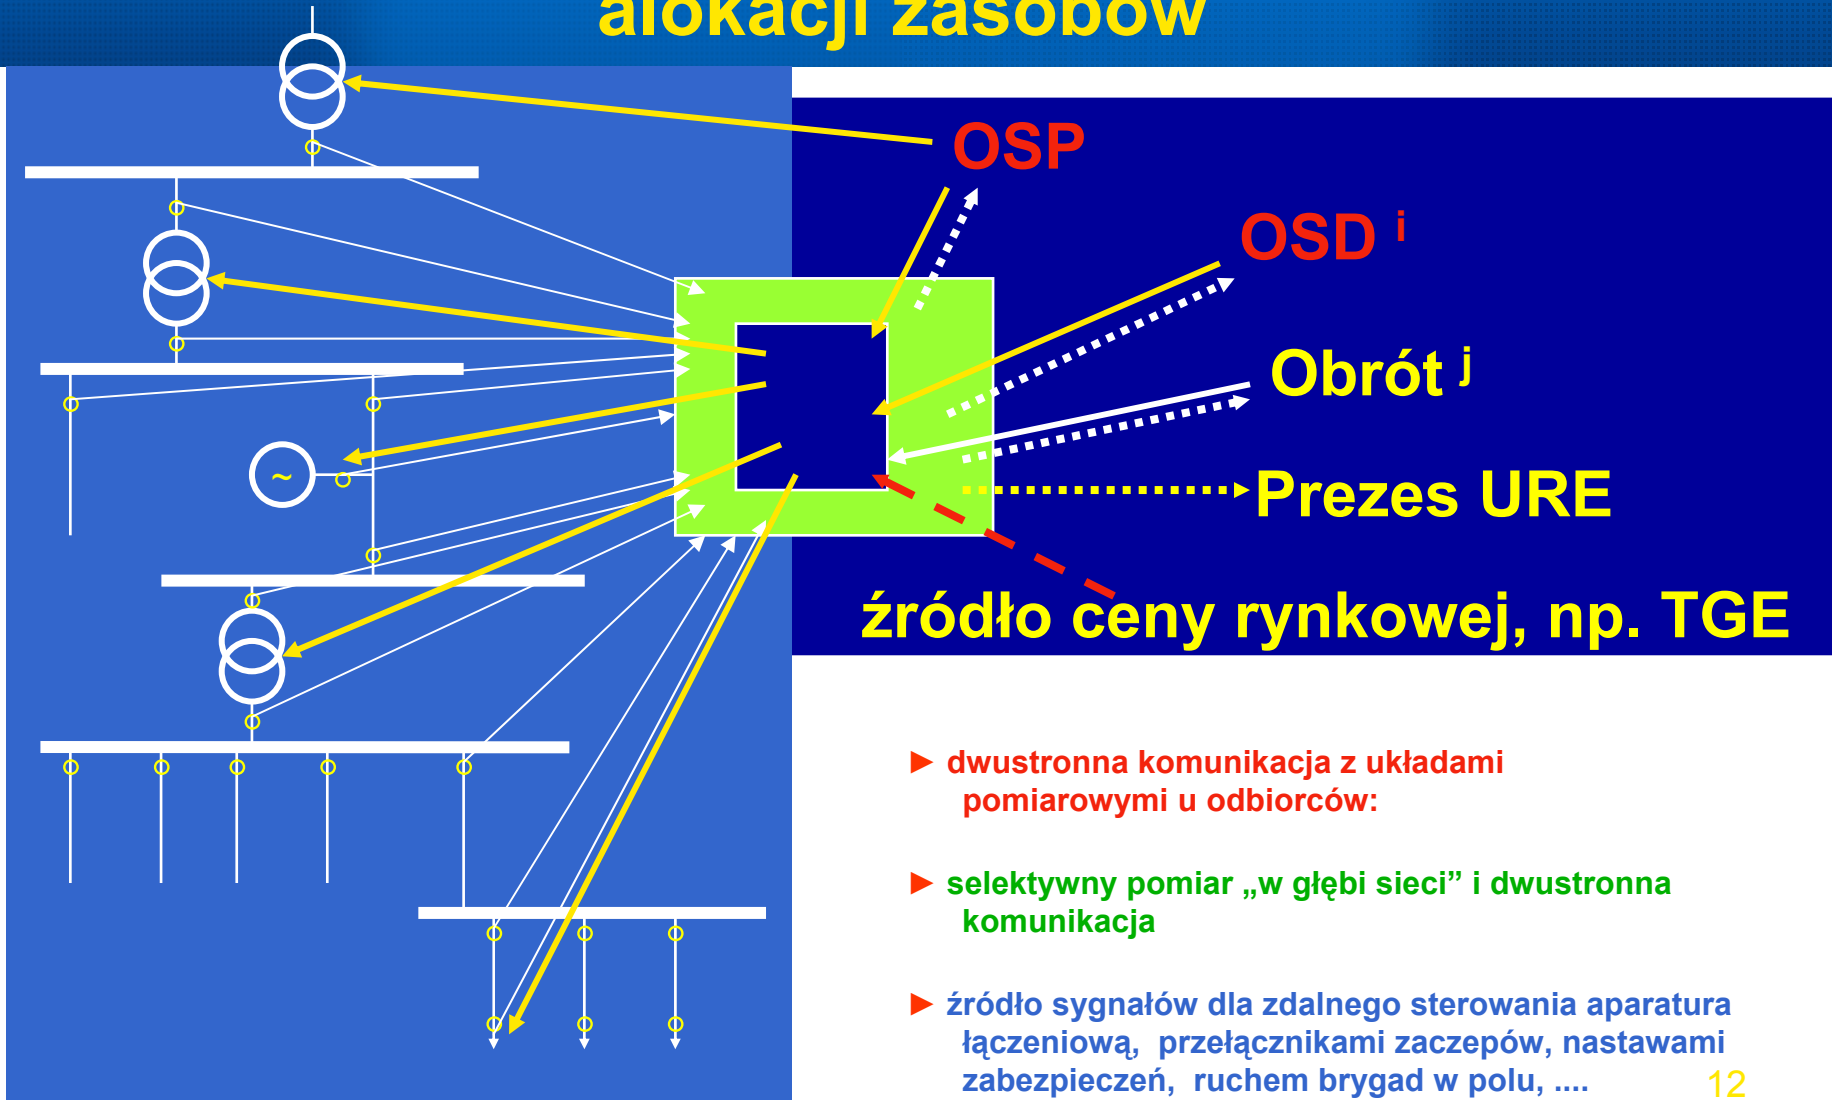 alokacji zasobów
OSP
OSD i
Obrót j
~
Prezes URE
źródło ceny rynkowej, np. TGE
► dwustronna komunikacja z układami
pomiarowymi u odbiorców:
► selektywny pomiar „w głębi sieci” i dwustronna
komunikacja
► źródło sygnałów dla zdalnego sterowania aparatura
łączeniową, przełącznikami zaczepów, nastawami
zabezpieczeń, ruchem brygad w polu, ....
12